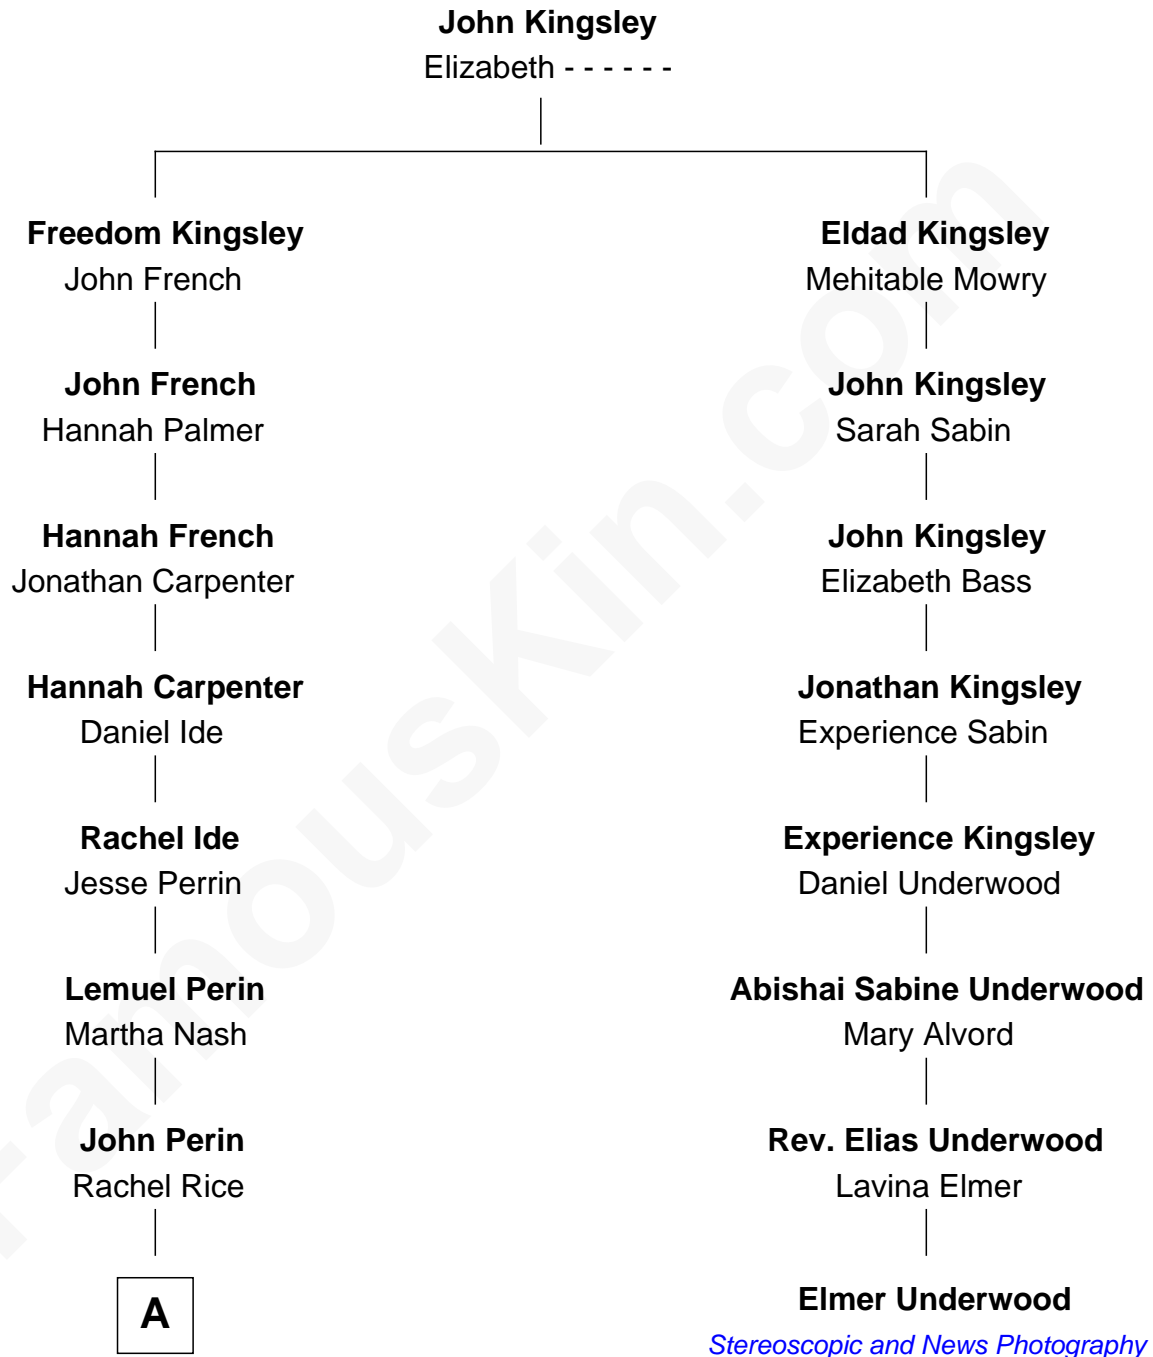 John Kingsley
Elizabeth - - - - - -
Freedom Kingsley
John French
Eldad Kingsley
Mehitable Mowry
John French
Hannah Palmer
John Kingsley
Sarah Sabin
Hannah French
Jonathan Carpenter
John Kingsley
Elizabeth Bass
Hannah Carpenter
Daniel Ide
Jonathan Kingsley
Experience Sabin
Rachel Ide
Jesse Perrin
Experience Kingsley
Daniel Underwood
Lemuel Perin
Martha Nash
Abishai Sabine Underwood
Mary Alvord
John Perin
Rachel Rice
Rev. Elias Underwood
Lavina Elmer
A
Elmer Underwood
Stereoscopic and News Photography
FamousKin.com